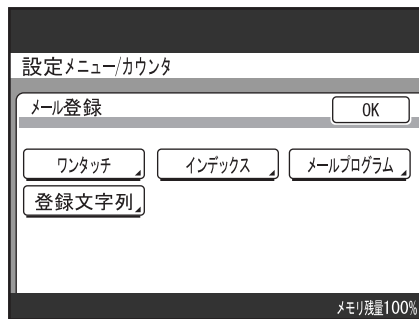 設定メニュー/カウンタ
メール登録 OK
ワンタッチ インデックス メールプログラム
登録文字列
メモリ残量100%